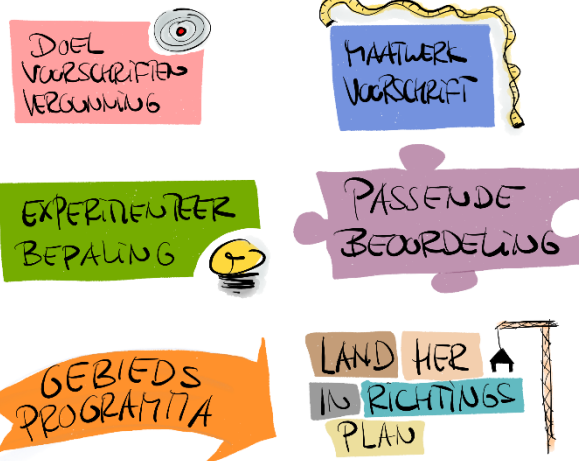 DOEL
VOORSCHRIFTEN
VERGUNNING
MAATWERK
VOORSCHRIFT
EXPERIMENTEER
BEPALING
PASSENDE
BEOORDELING
GEBIEDS
PROGRAMMA
LAND HER
IN RICHTINGS
PLAN